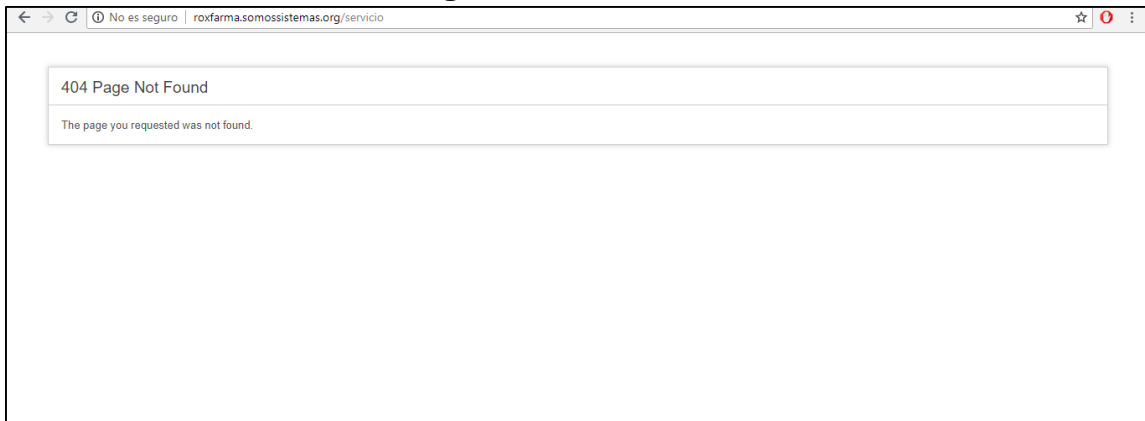 No es seguro | roxfarma.somossistemas.org/servicio
404 Page Not Found
The page you requested was not found.